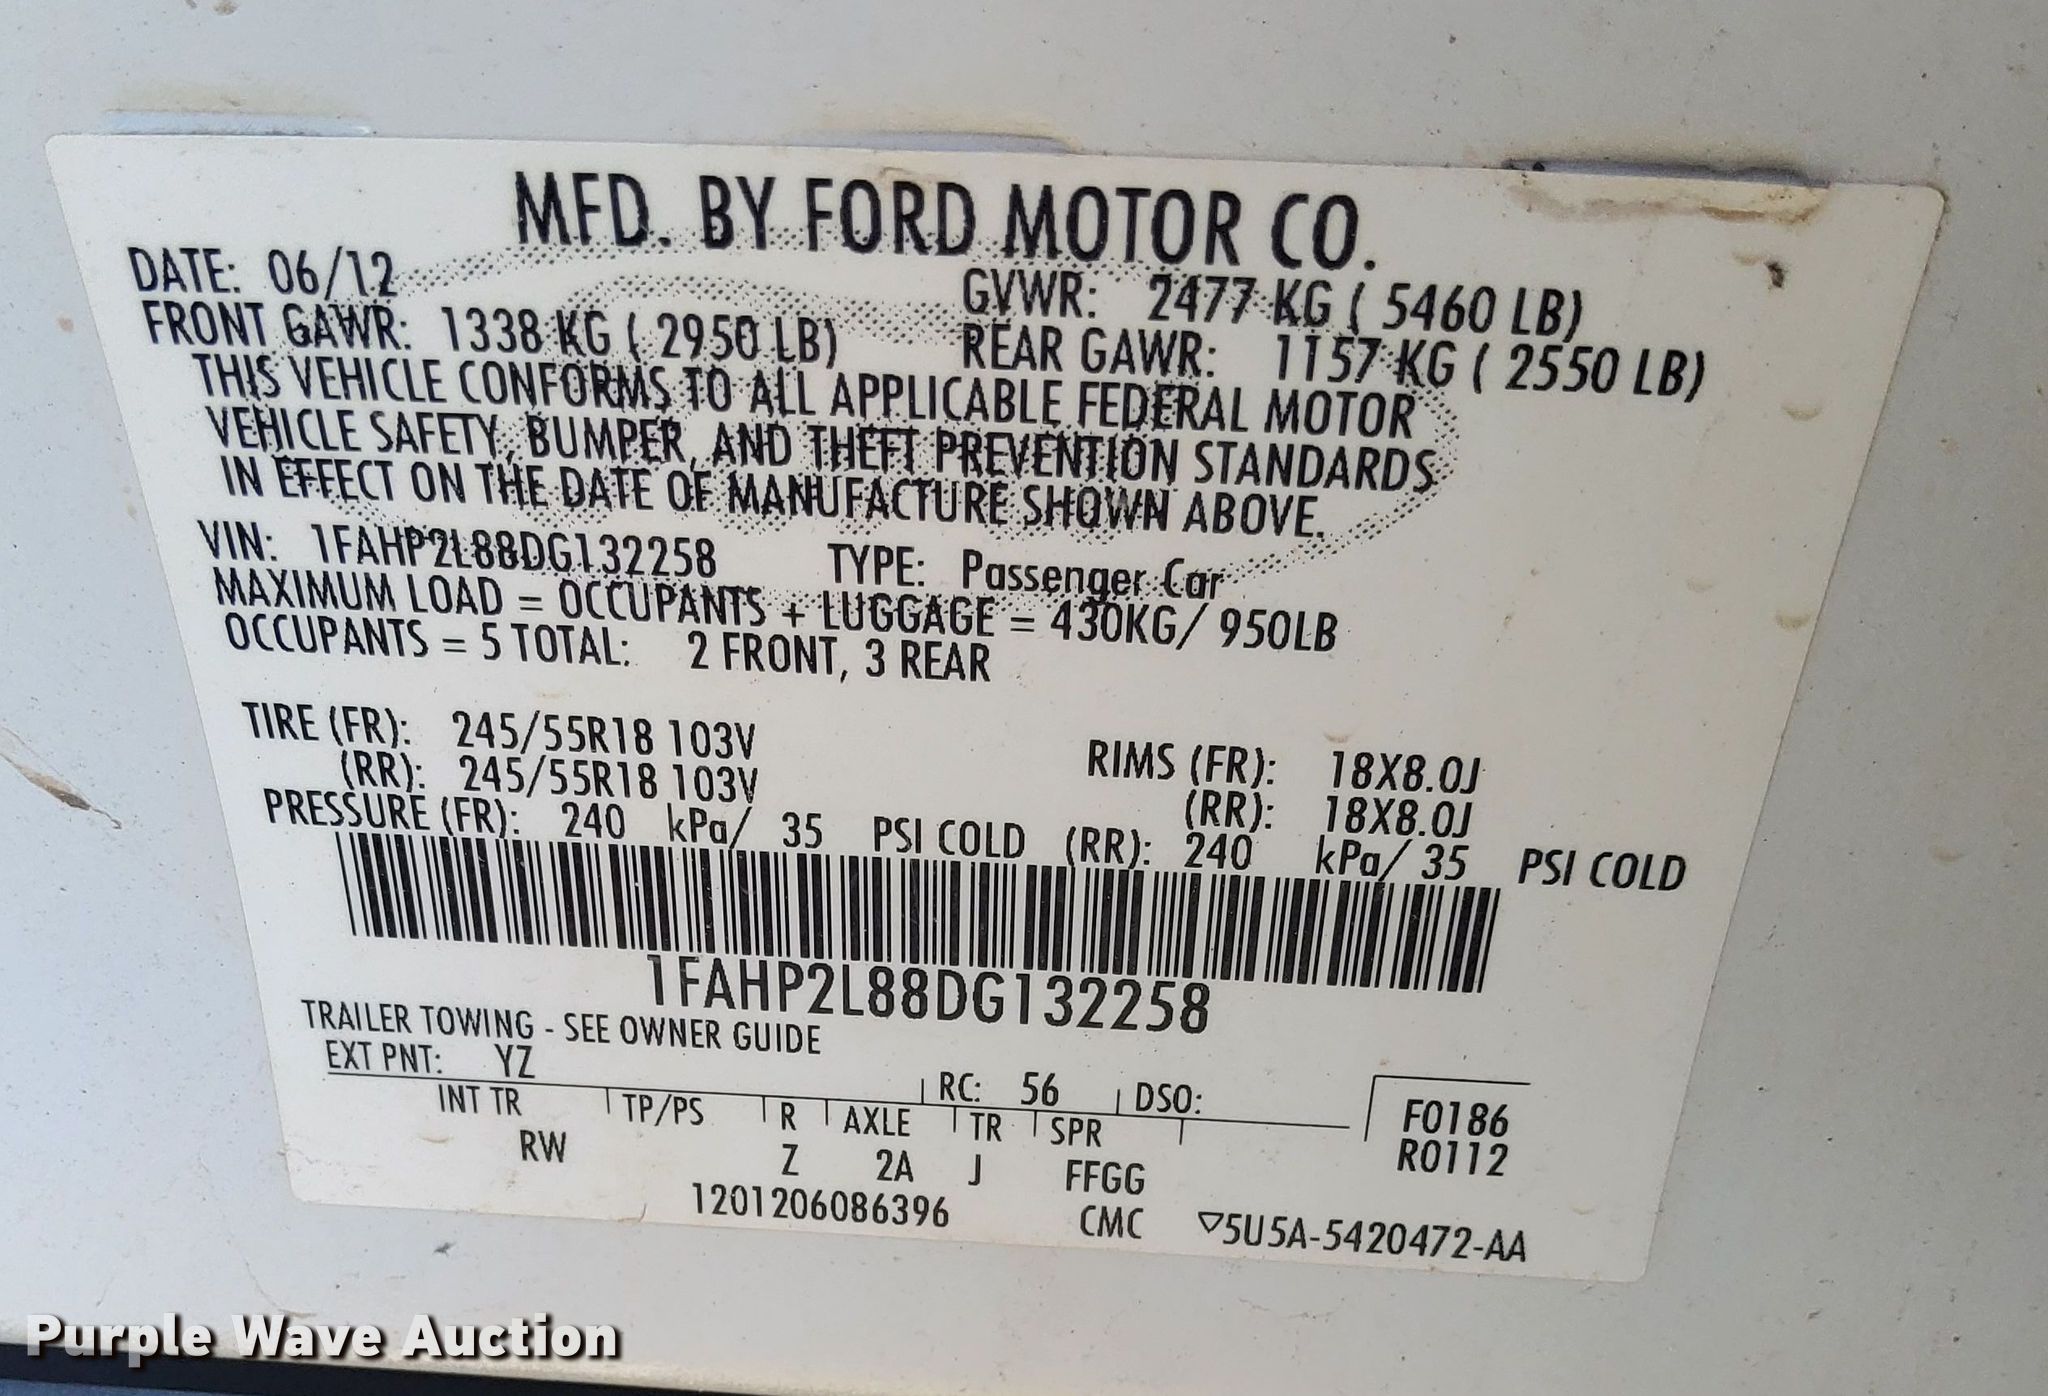 MFD. BY FORD MOTOR CO.
DATE: 06/12 GVWR: 2477 KG ( 5460 LB)
FRONT GAWR: 1338 KG ( 2950 LB) REAR GAWR: 1157 KG ( 2550 LB)
THIS VEHICLE CONFORMS TO ALL APPLICABLE FEDERAL MOTOR
VEHICLE SAFETY, BUMPER, AND THEFT PREVENTION STANDARDS
IN EFFECT ON THE DATE OF MANUFACTURE SHOWN ABOVE.
VIN: 1FAHP2L88DG132258 TYPE: Passenger Car
MAXIMUM LOAD = OCCUPANTS + LUGGAGE = 430KG/ 950LB
OCCUPANTS = 5 TOTAL: 2 FRONT, 3 REAR
TIRE (FR): 245/55R18 103V RIMS (FR): 18X8.0J
(RR): 245/55R18 103V (RR): 18X8.0J
PRESSURE (FR): 240 kPa/ 35 PSI COLD (RR): 240 kPa/ 35 PSI COLD
1FAHP2L88DG132258
TRAILER TOWING - SEE OWNER GUIDE
EXT PNT: YZ RC: 56 DSO: F0186
INT TR TP/PS R AXLE TR SPR R0112
RW Z 2A J FFGG
1201206086396 CMC ▽5U5A-5420472-AA
Purple Wave Auction